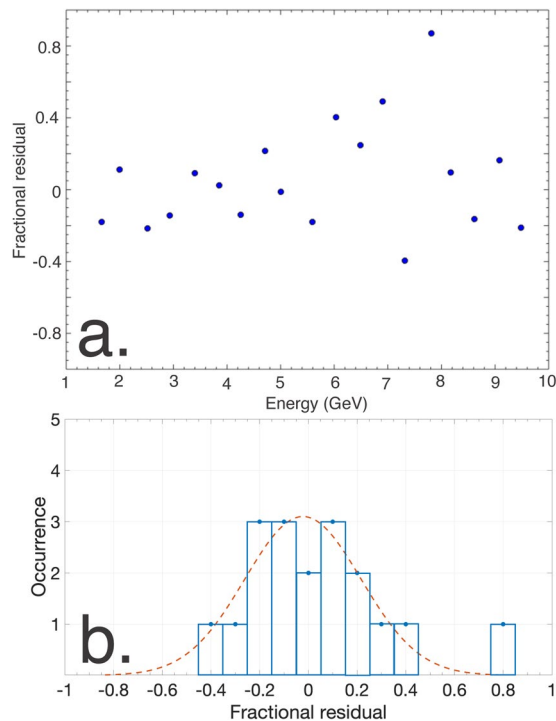 0.8
0.4
0
-0.4
-0.8
Fractional residual
a.
1 2 3 4 5 6 7 8 9 10
Energy (GeV)
5
4
3
2
1
Occurrence
b.
-1 -0.8 -0.6 -0.4 -0.2 0 0.2 0.4 0.6 0.8 1
Fractional residual